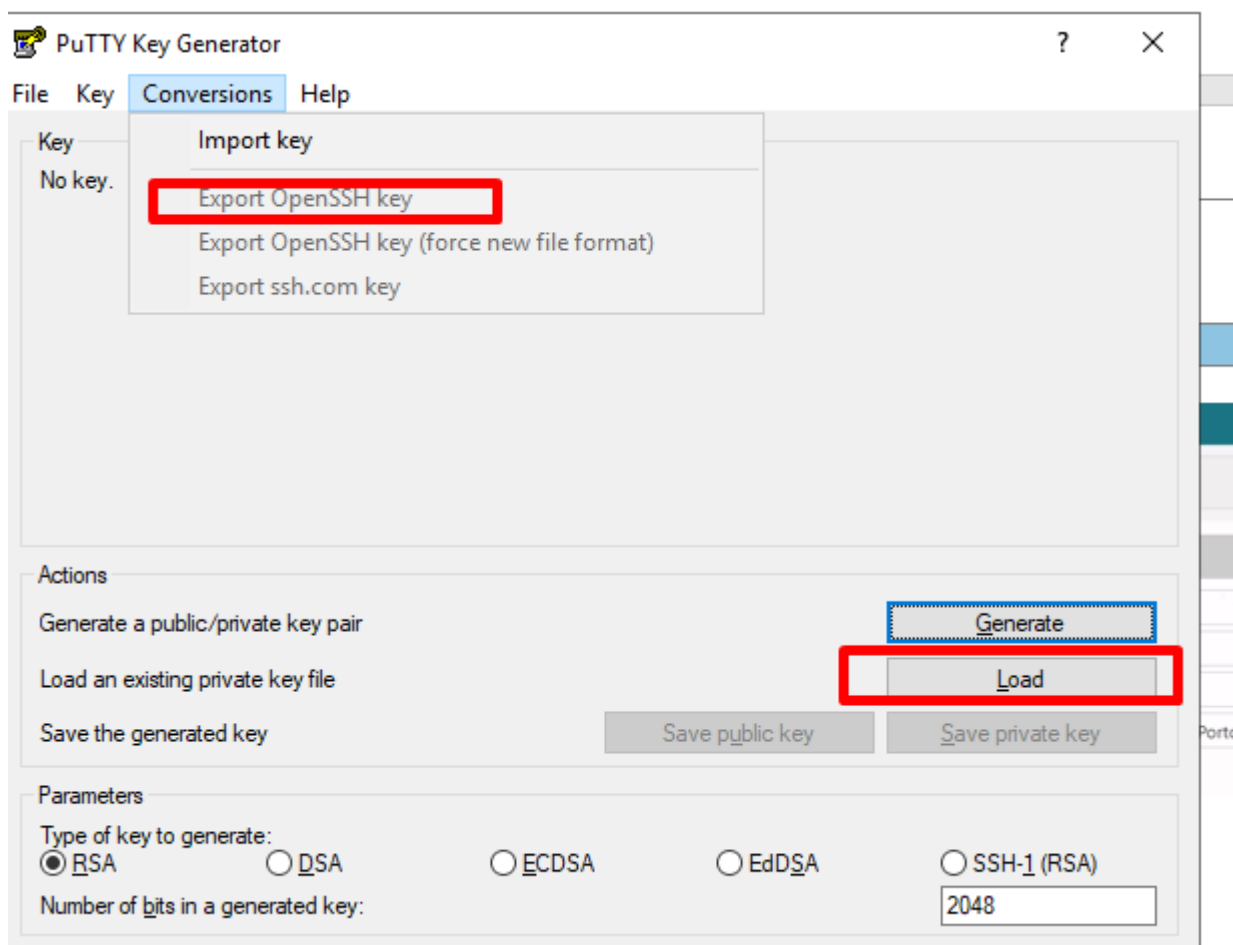 PuTTY Key Generator ?
File Key Conversions Help
Key
No key.
Import key
Export OpenSSH key
Export OpenSSH key (force new file format)
Export ssh.com key
Actions
Generate a public/private key pair Generate
Load an existing private key file Load
Save the generated key Save public key Save private key
Parameters
Type of key to generate:
RSA DSA ECDSA EdDSA SSH-1 (RSA)
Number of bits in a generated key: 2048